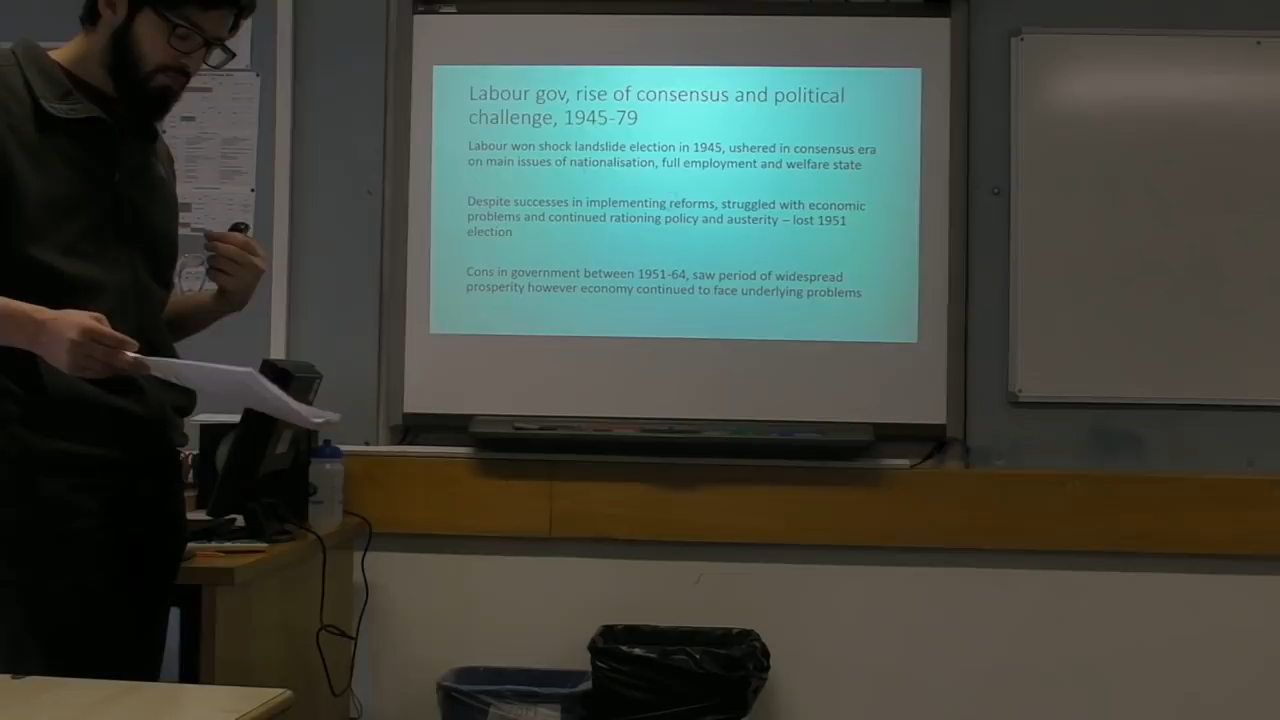 Labour gov, rise of consensus and political
challenge, 1945-79
Labour won shock landslide election in 1945, ushered in consensus era
on main issues of nationalisation, full employment and welfare state
Despite successes in implementing reforms, struggled with economic
problems and continued rationing policy and austerity – lost 1951
election
Cons in government between 1951-64, saw period of widespread
prosperity however economy continued to face underlying problems